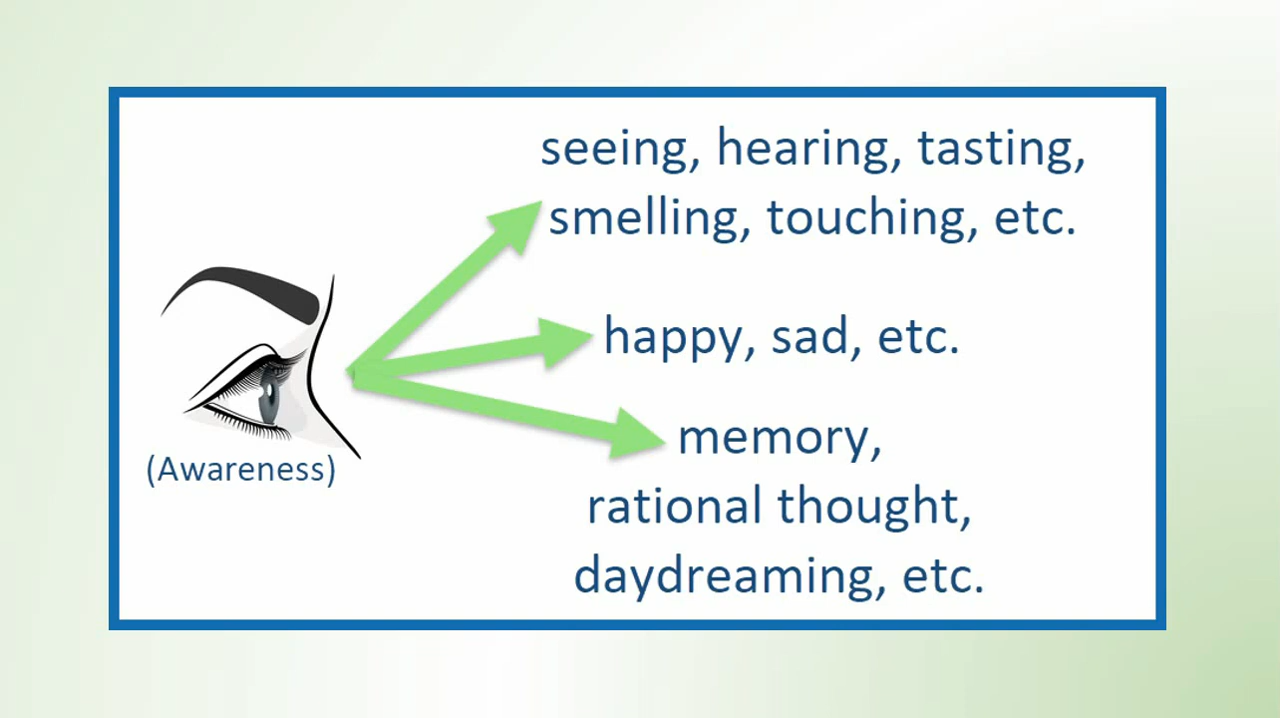 seeing, hearing, tasting,
smelling, touching, etc.
happy, sad, etc.
memory,
rational thought,
daydreaming, etc.
(Awareness)